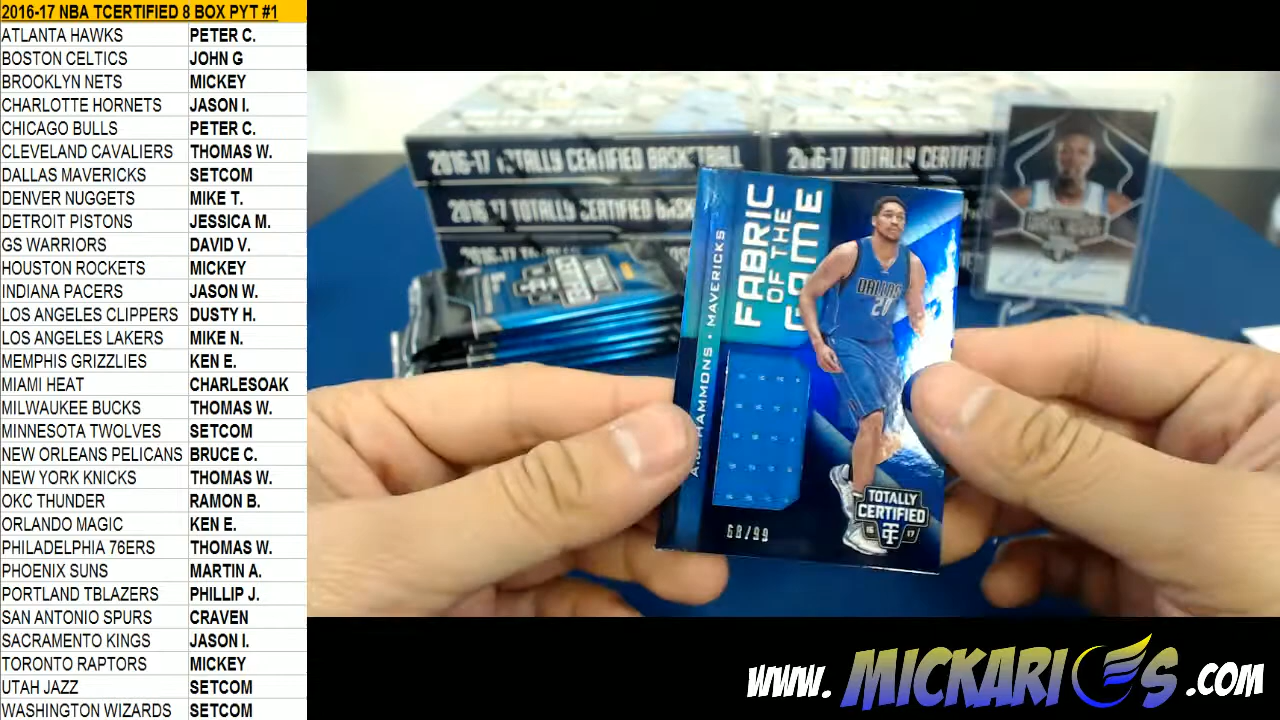 2016-17 NBA TCERTIFIED 8 BOX PYT #1
ATLANTA HAWKS PETER C.
BOSTON CELTICS JOHN G
BROOKLYN NETS MICKEY
CHARLOTTE HORNETS JASON I.
CHICAGO BULLS PETER C.
CLEVELAND CAVALIERS THOMAS W.
DALLAS MAVERICKS SETCOM
DENVER NUGGETS MIKE T.
DETROIT PISTONS JESSICA M.
GS WARRIORS DAVID V.
HOUSTON ROCKETS MICKEY
INDIANA PACERS JASON W.
LOS ANGELES CLIPPERS DUSTY H.
LOS ANGELES LAKERS MIKE N.
MEMPHIS GRIZZLIES KEN E.
MIAMI HEAT CHARLESOAK
MILWAUKEE BUCKS THOMAS W.
MINNESOTA TWOLVES SETCOM
NEW ORLEANS PELICANS BRUCE C.
NEW YORK KNICKS THOMAS W.
OKC THUNDER RAMON B.
ORLANDO MAGIC KEN E.
PHILADELPHIA 76ERS THOMAS W.
PHOENIX SUNS MARTIN A.
PORTLAND TBLAZERS PHILLIP J.
SAN ANTONIO SPURS CRAVEN
SACRAMENTO KINGS JASON I.
TORONTO RAPTORS MICKEY
UTAH JAZZ SETCOM
WASHINGTON WIZARDS SETCOM
2016-17 TOTALLY CERTIFIED BASKETBALL
2016-17 TOTALLY CERTIFIED
2016-17 TOTALLY CERTIFIED
FABRIC
OF THE
GAME
HAMMONS • MAVERICKS
DALLAS
20
68/99
TOTALLY
CERTIFIED
16 17
www.MICKARIES.com